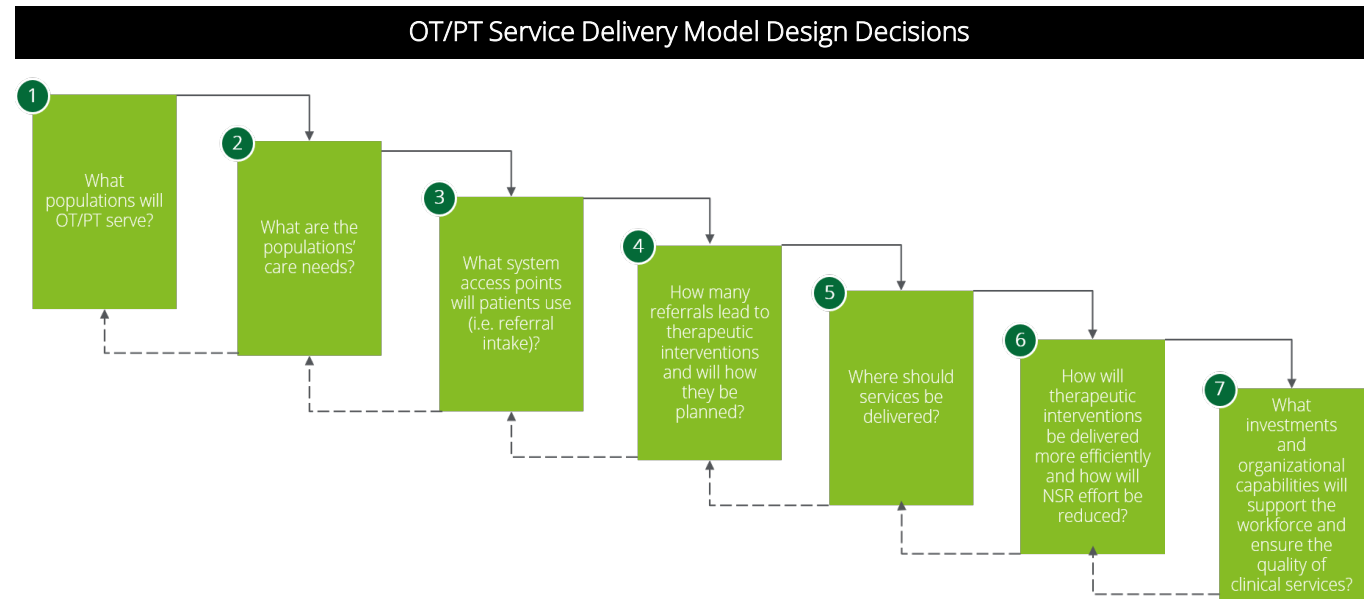 OT/PT Service Delivery Model Design Decisions
1
What
populations will
OT/PT serve?
2
What are the
populations’
care needs?
3
What system
access points
will patients use
(i.e. referral
intake)?
4
How many
referrals lead to
therapeutic
interventions
and will how
they be
planned?
5
Where should
services be
delivered?
6
How will
therapeutic
interventions
be delivered
more efficiently
and how will
NSR effort be
reduced?
7
What
investments
and
organizational
capabilities will
support the
workforce and
ensure the
quality of
clinical services?